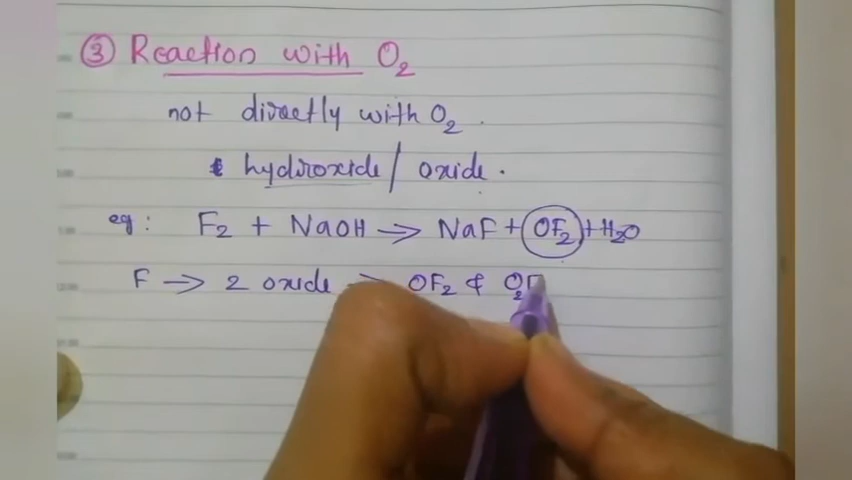 ③ Reaction with O₂
not directly with O₂.
hydroxide / oxide.
eg: F₂ + NaOH → NaF + OF₂ + H₂O
F → 2 oxide → OF₂ & O₂F